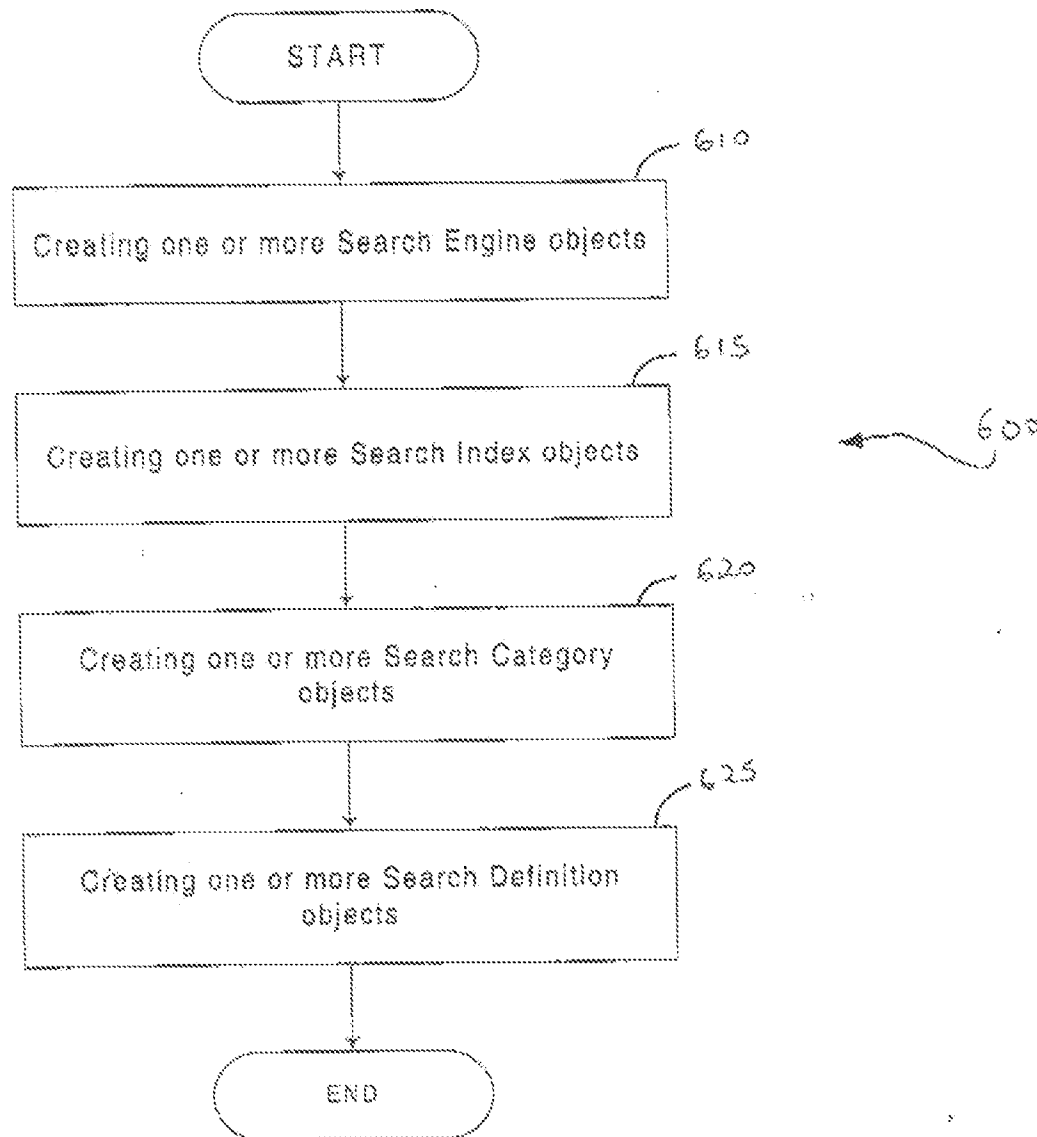 START
610
Creating one or more Search Engine objects
615
Creating one or more Search Index objects
600
620
Creating one or more Search Category
objects
625
Creating one or more Search Definition
objects
END